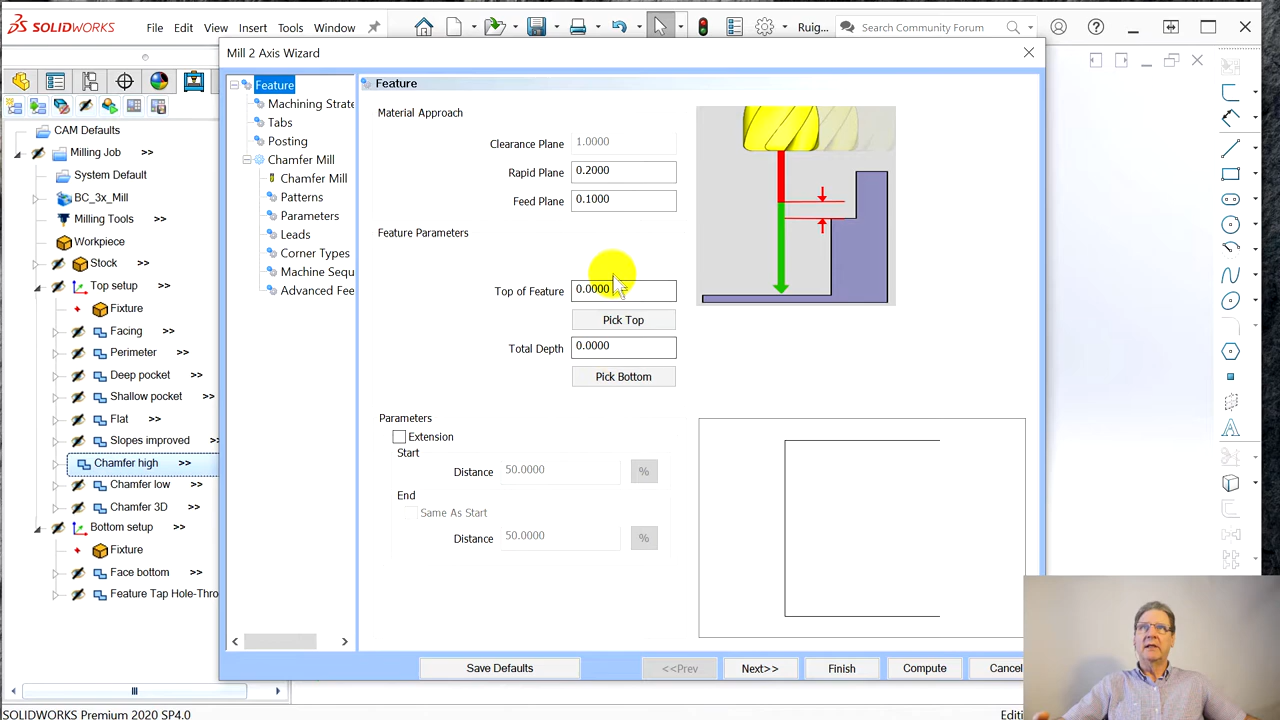 SOLIDWORKS File Edit View Insert Tools Window Ruig... Search Community Forum
Mill 2 Axis Wizard
CAM Defaults
Milling Job >>
System Default
BC_3x_Mill
Milling Tools >>
Workpiece
Stock >>
Top setup >>
Fixture
Facing >>
Perimeter >>
Deep pocket >>
Shallow pocket >>
Flat >>
Slopes improved >>
Chamfer high >>
Chamfer low >>
Chamfer 3D >>
Bottom setup >>
Fixture
Face bottom >>
Feature Tap Hole-Thro
Feature
Machining Strate
Tabs
Posting
Chamfer Mill
Chamfer Mill
Patterns
Parameters
Leads
Corner Types
Machine Sequ
Advanced Fee
Feature
Material Approach
Clearance Plane 1.0000
Rapid Plane 0.2000
Feed Plane 0.1000
Feature Parameters
Top of Feature 0.0000
Pick Top
Total Depth 0.0000
Pick Bottom
Parameters
Extension
Start
Distance 50.0000 %
End
Same As Start
Distance 50.0000 %
Save Defaults <<Prev Next>> Finish Compute Cancel
SOLIDWORKS Premium 2020 SP4.0 Editi